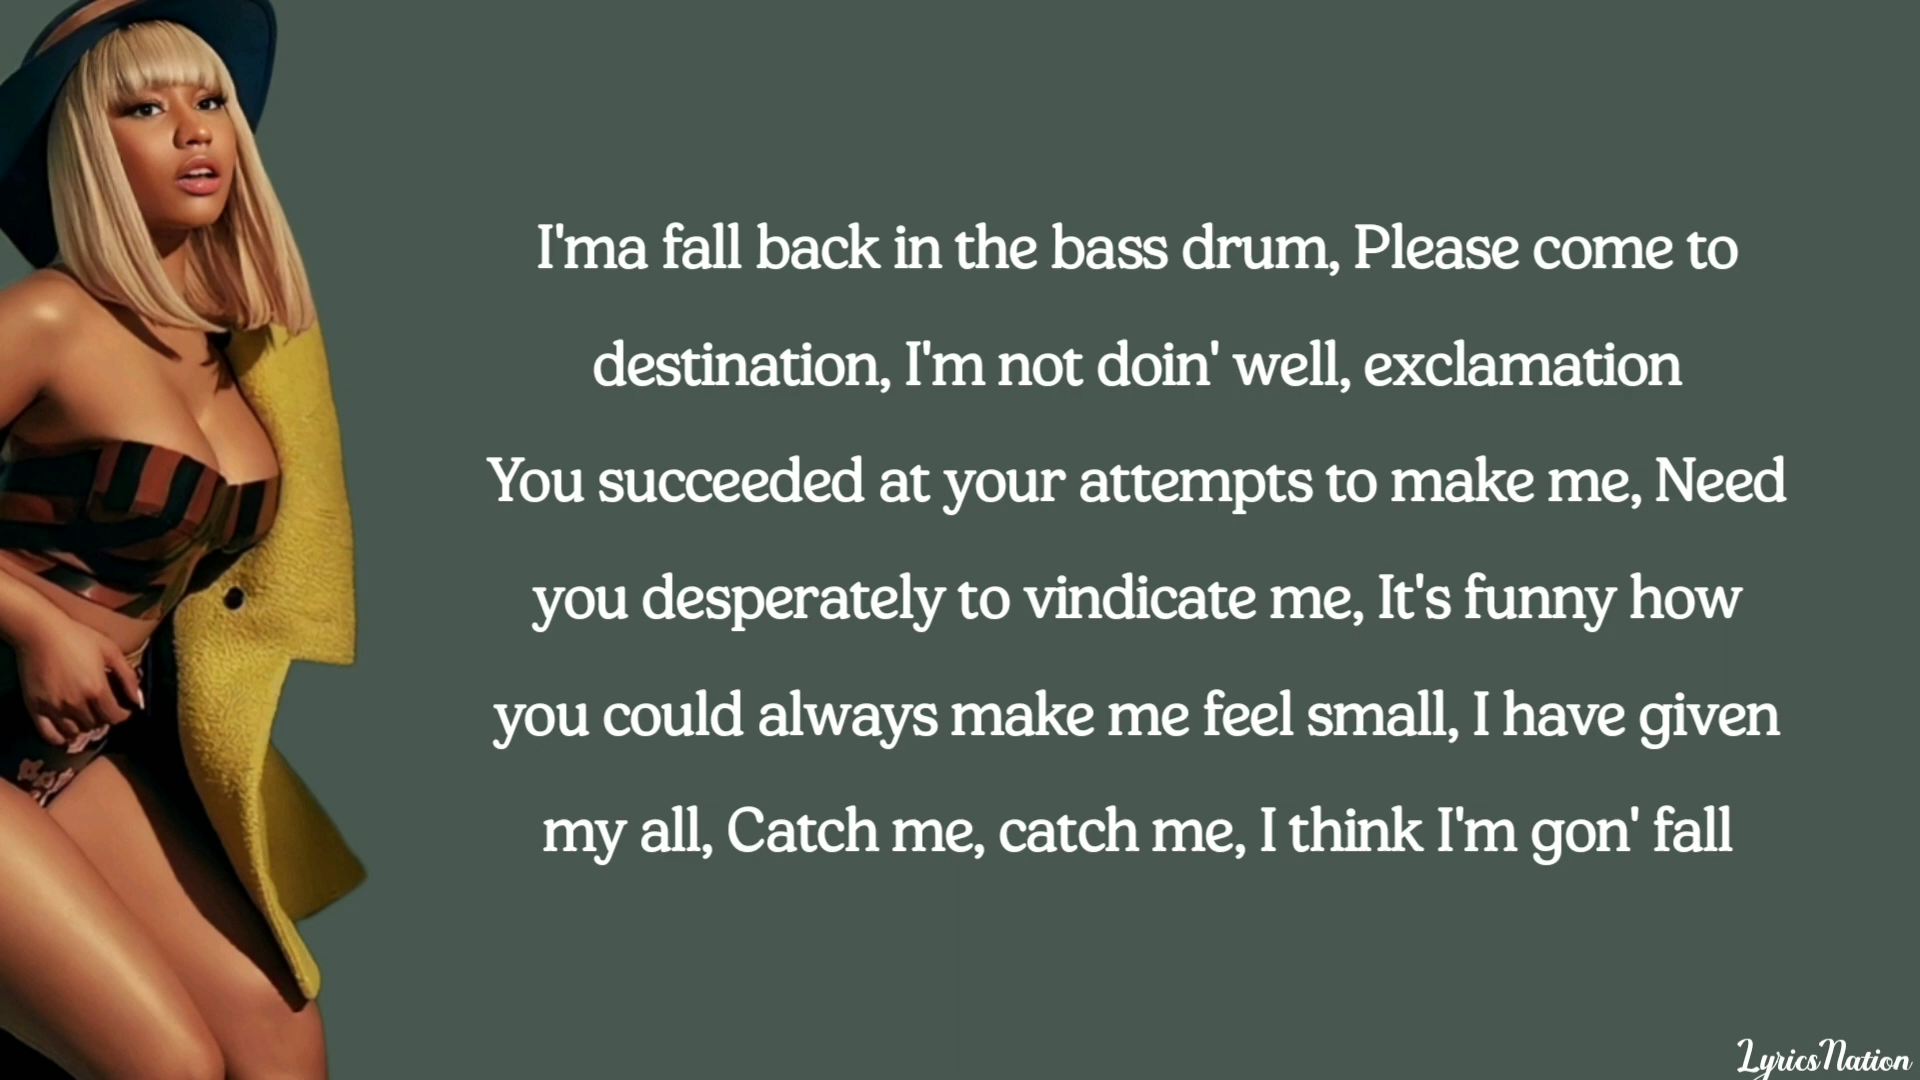 I'ma fall back in the bass drum, Please come to
destination, I'm not doin' well, exclamation
You succeeded at your attempts to make me, Need
you desperately to vindicate me, It's funny how
you could always make me feel small, I have given
my all, Catch me, catch me, I think I'm gon' fall
LyricsNation